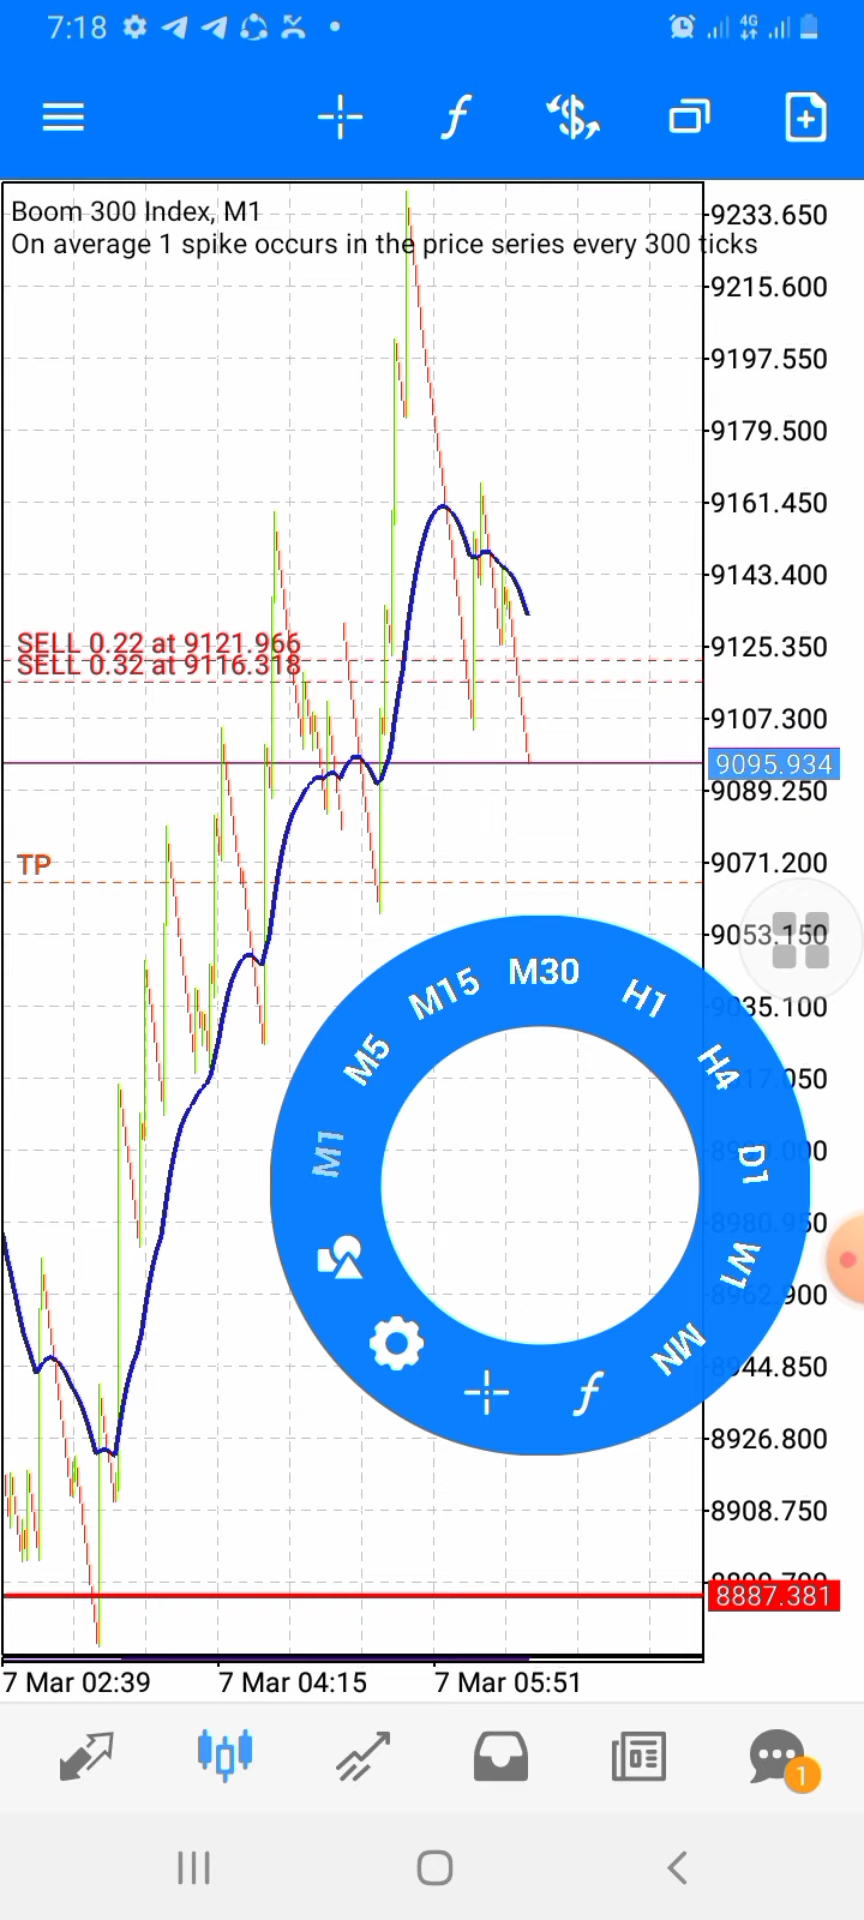 7:18
4G
Boom 300 Index, M1
On average 1 spike occurs in the price series every 300 ticks
9233.650
9215.600
9197.550
9179.500
9161.450
9143.400
SELL 0.22 at 9121.966
9125.350
SELL 0.32 at 9116.318
9107.300
9095.934
9089.250
TP
9071.200
9053.150
M30
M15
H1
M5
H4
M1
D1
W1
MN
8944.850
8926.800
8908.750
8887.381
7 Mar 02:39
7 Mar 04:15
7 Mar 05:51
1